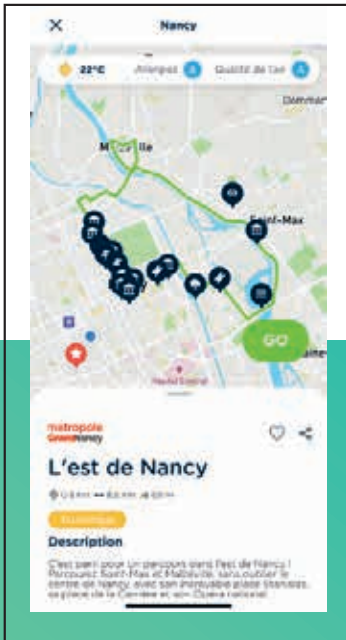 Nancy
22°C Allergies Qualité de l'air
Saint-Max
GO
métropole
GrandNancy
L'est de Nancy
Description
C'est parti pour un parcours dans l'est de Nancy !
Parcourez Saint-Max et Malzéville, sans oublier le
centre de Nancy, avec son incroyable place Stanislas,
sa place de la Carrière et son Opéra national